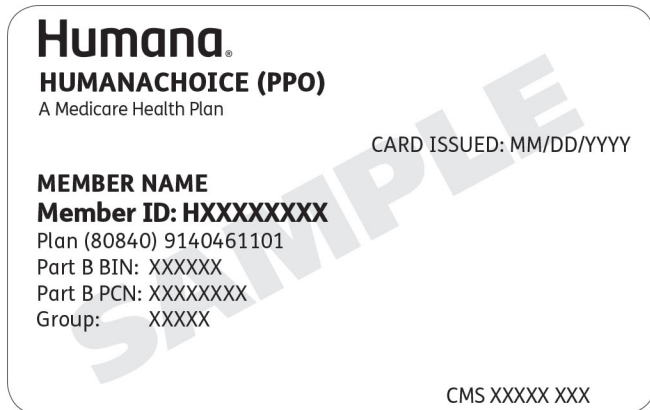 Humana®
HUMANACHOICE (PPO)
A Medicare Health Plan
CARD ISSUED: MM/DD/YYYY
MEMBER NAME
Member ID: HXXXXXXXX
Plan (80840) 9140461101
Part B BIN: XXXXXX
Part B PCN: XXXXXXXX
Group: XXXXX
SAMPLE
CMS XXXXX XXX